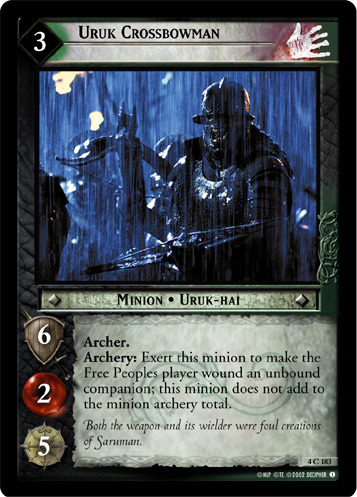 3
Uruk Crossbowman
Minion • Uruk-hai
6
Archer.
Archery: Exert this minion to make the
Free Peoples player wound an unbound
companion; this minion does not add to
the minion archery total.
2
5
Both the weapon and its wielder were foul creations
of Saruman.
4 C 183
©NLP ©TE ©2002 DECIPHER